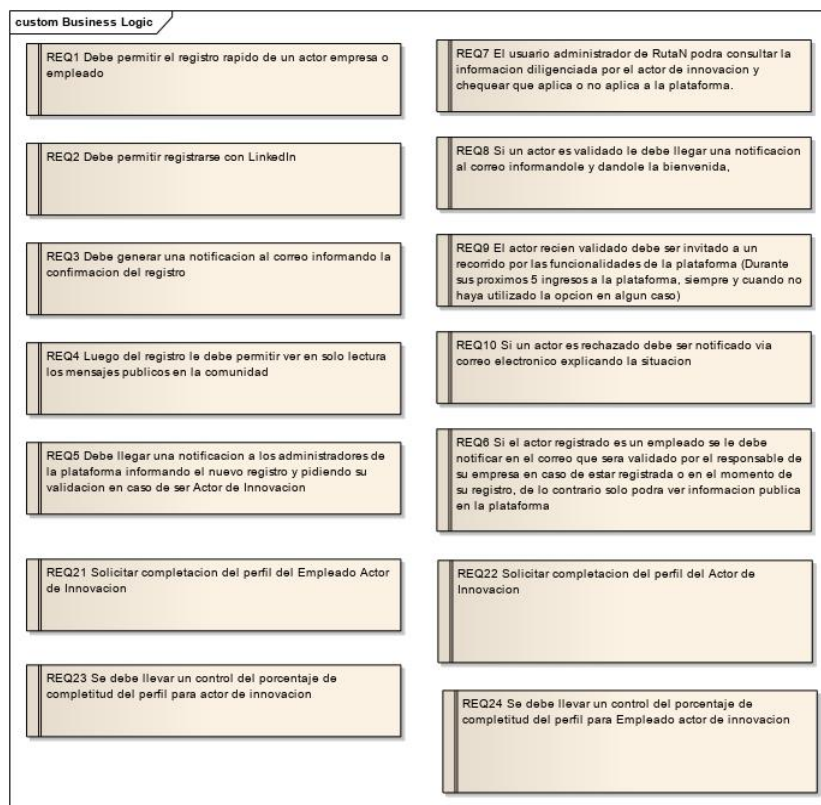 custom Business Logic
REQ1 Debe permitir el registro rapido de un actor empresa o
empleado
REQ2 Debe permitir registrarse con LinkedIn
REQ3 Debe generar una notificacion al correo informando la
confirmacion del registro
REQ4 Luego del registro le debe permitir ver en solo lectura
los mensajes publicos en la comunidad
REQ5 Debe llegar una notificacion a los administradores de
la plataforma informando el nuevo registro y pidiendo su
validacion en caso de ser Actor de Innovacion
REQ21 Solicitar completacion del perfil del Empleado Actor
de Innovacion
REQ23 Se debe llevar un control del porcentaje de
completitud del perfil para actor de innovacion
REQ7 El usuario administrador de RutaN podra consultar la
informacion diligenciada por el actor de innovacion y
chequear que aplica o no aplica a la plataforma.
REQ8 Si un actor es validado le debe llegar una notificacion
al correo informandole y dandole la bienvenida,
REQ9 El actor recien validado debe ser invitado a un
recorrido por las funcionalidades de la plataforma (Durante
sus proximos 5 ingresos a la plataforma, siempre y cuando no
haya utilizado la opcion en algun caso)
REQ10 Si un actor es rechazado debe ser notificado via
correo electronico explicando la situacion
REQ6 Si el actor registrado es un empleado se le debe
notificar en el correo que sera validado por el responsable de
su empresa en caso de estar registrada o en el momento de
su registro, de lo contrario solo podra ver informacion publica
en la plataforma
REQ22 Solicitar completacion del perfil del Actor de
Innovacion
REQ24 Se debe llevar un control del porcentaje de
completitud del perfil para Empleado actor de innovacion